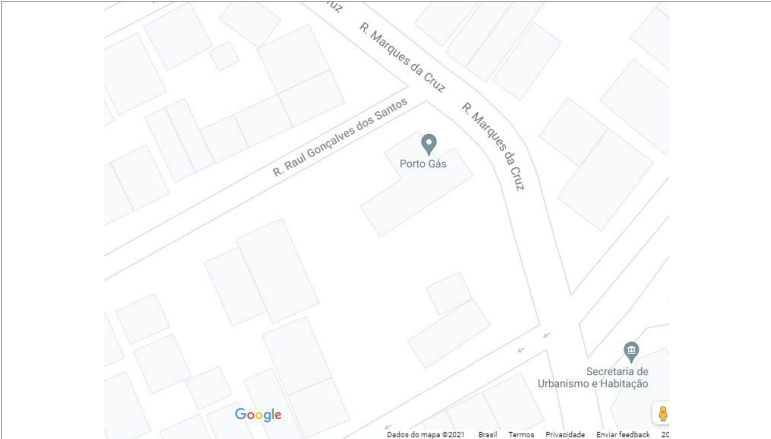 R. Marques da Cruz
R. Marques da Cruz
R. Raul Gonçalves dos Santos
Porto Gás
Secretaria de
Urbanismo e Habitação
Google
Dados do mapa ©2021 Brasil Termos Privacidade Enviar feedback 20